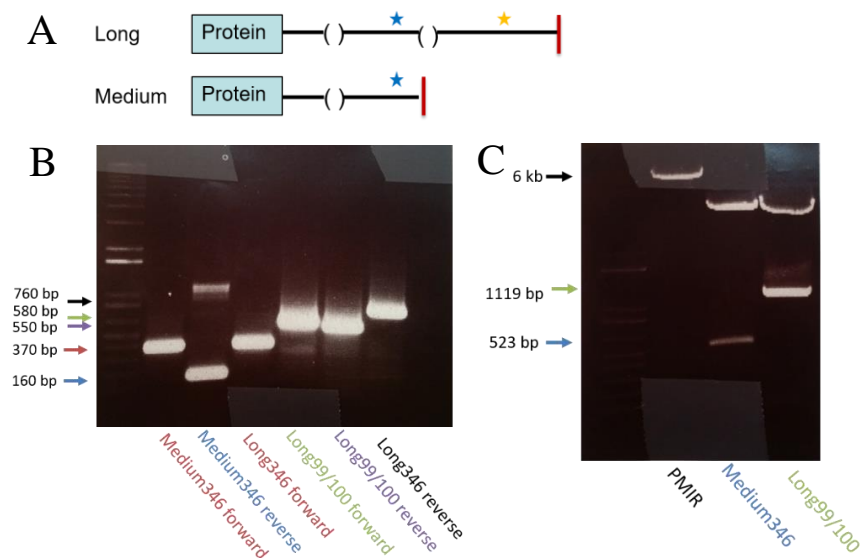 A
Long
Protein
( )
( )
Medium
Protein
( )
B
760 bp
580 bp
550 bp
370 bp
160 bp
Medium346 forward
Medium346 reverse
Long346 forward
Long99/100 forward
Long99/100 reverse
Long346 reverse
C
6 kb
1119 bp
523 bp
PMIR
Medium346
Long99/100